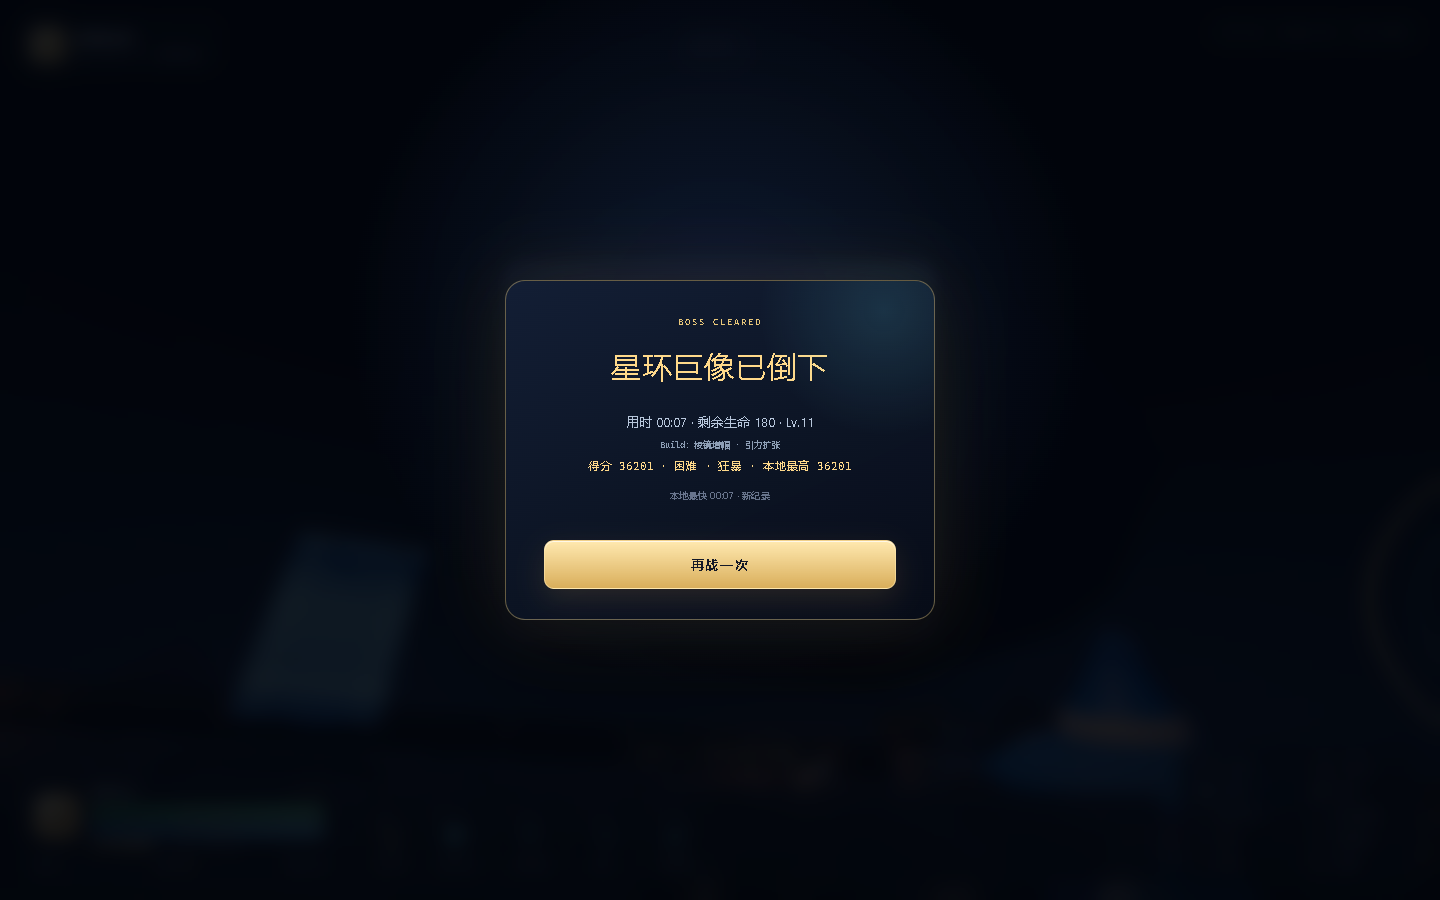 BOSS CLEARED
星环巨像已倒下
用时 00:07 · 剩余生命 180 · Lv.11
Build: 棱镜增幅 · 引力扩张
得分 36201 · 困难 · 狂暴 · 本地最高 36201
本地最快 00:07 · 新纪录
再战一次